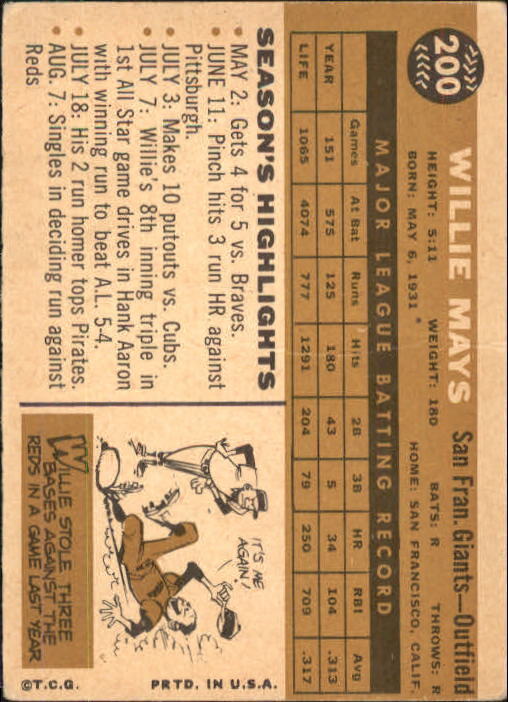 200
WILLIE MAYS San Fran. Giants—Outfield
HEIGHT: 5:11 WEIGHT: 180 BATS: R THROWS: R
BORN: MAY 6, 1931 HOME: SAN FRANCISCO, CALIF.
MAJOR LEAGUE BATTING RECORD
Games At Bat Runs Hits 2B 3B HR RBI Avg
YEAR 151 575 125 180 43 5 34 104 .313
LIFE 1065 4074 777 1291 204 79 250 709 .317
SEASON'S HIGHLIGHTS
• MAY 2: Gets 4 for 5 vs. Braves.
• JUNE 11: Pinch hits 3 run HR against
Pittsburgh.
• JULY 3: Makes 10 putouts vs. Cubs.
• JULY 7: Willie's 8th inning triple in
1st All Star game drives in Hank Aaron
with winning run to beat A.L. 5-4.
• JULY 18: His 2 run homer tops Pirates.
• AUG. 7: Singles in deciding run against
Reds
IT'S ME
AGAIN!
WILLIE STOLE THREE
BASES AGAINST THE
REDS IN A GAME LAST YEAR
©T.C.G. PRTD. IN U.S.A.